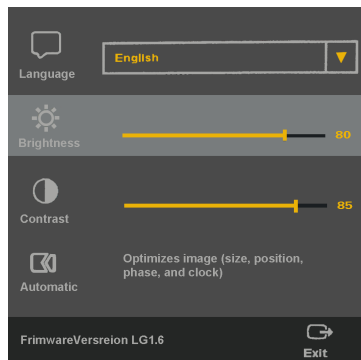 English
Language
Brightness
80
Contrast
85
Optimizes image (size, position,
phase, and clock)
Automatic
FrimwareVersreion LG1.6
Exit